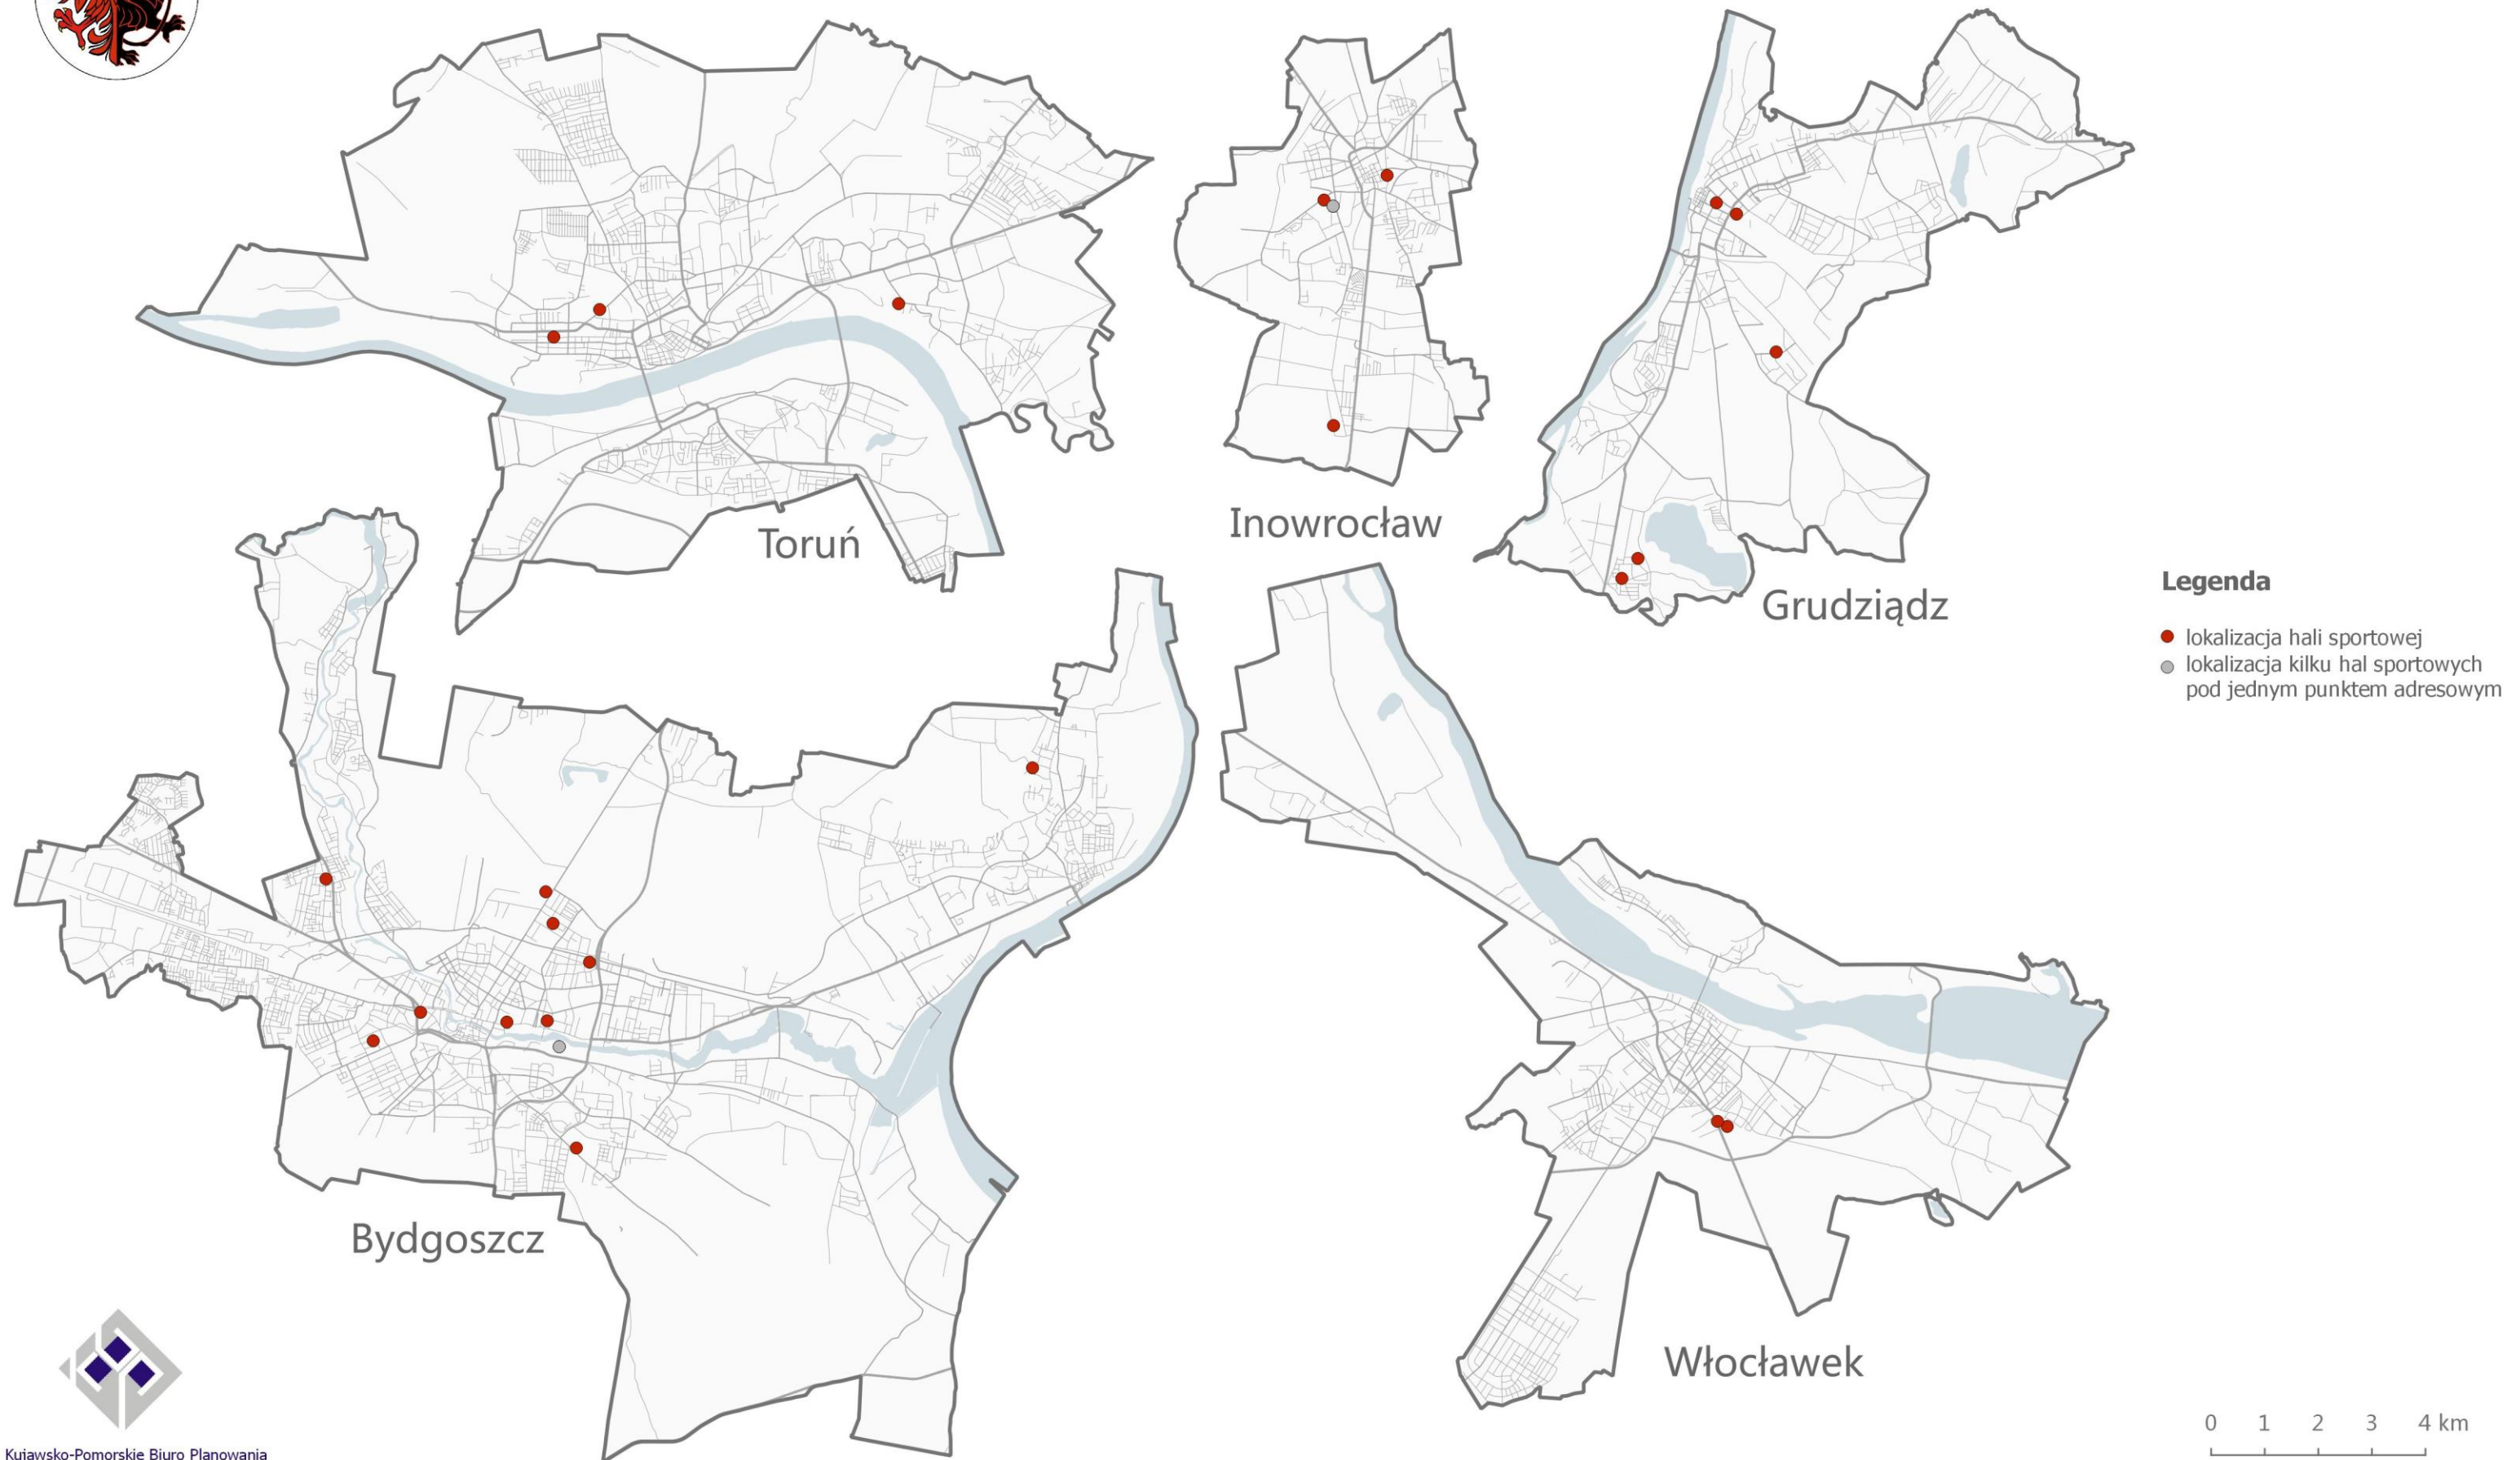 Toruń
Inowrocław
Grudziądz
Legenda
lokalizacja hali sportowej
lokalizacja kilku hal sportowych
pod jednym punktem adresowym
Bydgoszcz
Włocławek
0 1 2 3 4 km
Kujawsko-Pomorskie Biuro Planowania